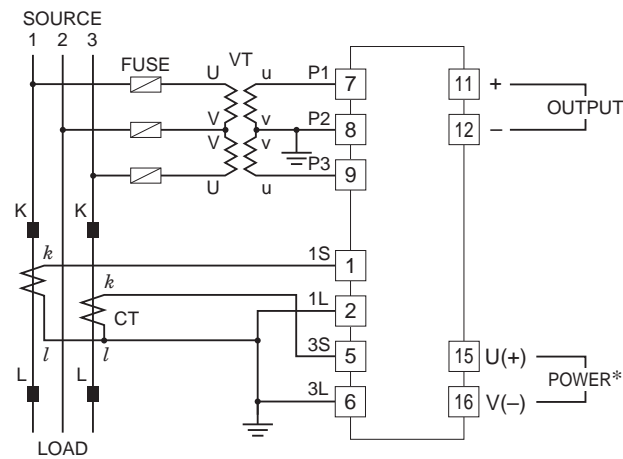 SOURCE
1 2 3
FUSE
VT
U u P1 7
11 +
OUTPUT
V v P2 8
12 −
V v
U u P3 9
K K
k 1S 1
k 1L 2
CT
l l 3S 5
15 U(+)
POWER*
L L 3L 6
16 V(−)
LOAD